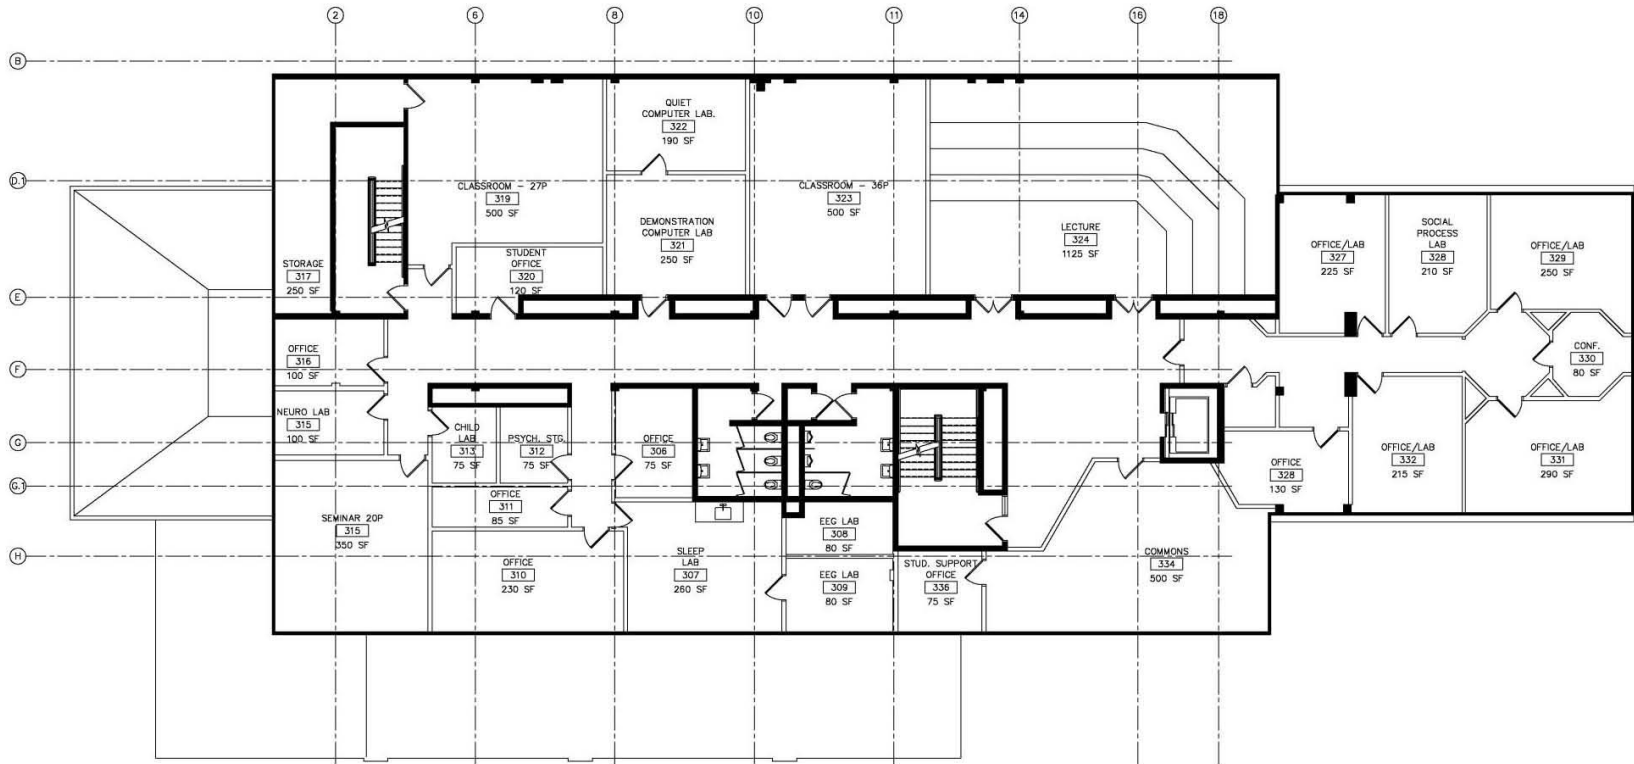 2
6
8
10
11
14
16
18
B
D.1
E
F
G
G.1
H
STORAGE
317
250 SF
CLASSROOM - 27P
319
500 SF
STUDENT
OFFICE
320
120 SF
QUIET
COMPUTER LAB.
322
190 SF
DEMONSTRATION
COMPUTER LAB
321
250 SF
CLASSROOM - 36P
323
500 SF
LECTURE
324
1125 SF
OFFICE/LAB
327
225 SF
SOCIAL
PROCESS
LAB
328
210 SF
OFFICE/LAB
329
250 SF
CONF.
330
80 SF
OFFICE
316
100 SF
NEURO LAB
315
100 SF
CHILD
LAB
313
75 SF
PSYCH. STG.
312
75 SF
OFFICE
306
75 SF
OFFICE
311
85 SF
SEMINAR 20P
315
350 SF
OFFICE
310
230 SF
SLEEP
LAB
307
260 SF
EEG LAB
308
80 SF
EEG LAB
309
80 SF
STUD. SUPPORT
OFFICE
336
75 SF
COMMONS
334
500 SF
OFFICE
328
130 SF
OFFICE/LAB
332
215 SF
OFFICE/LAB
331
290 SF